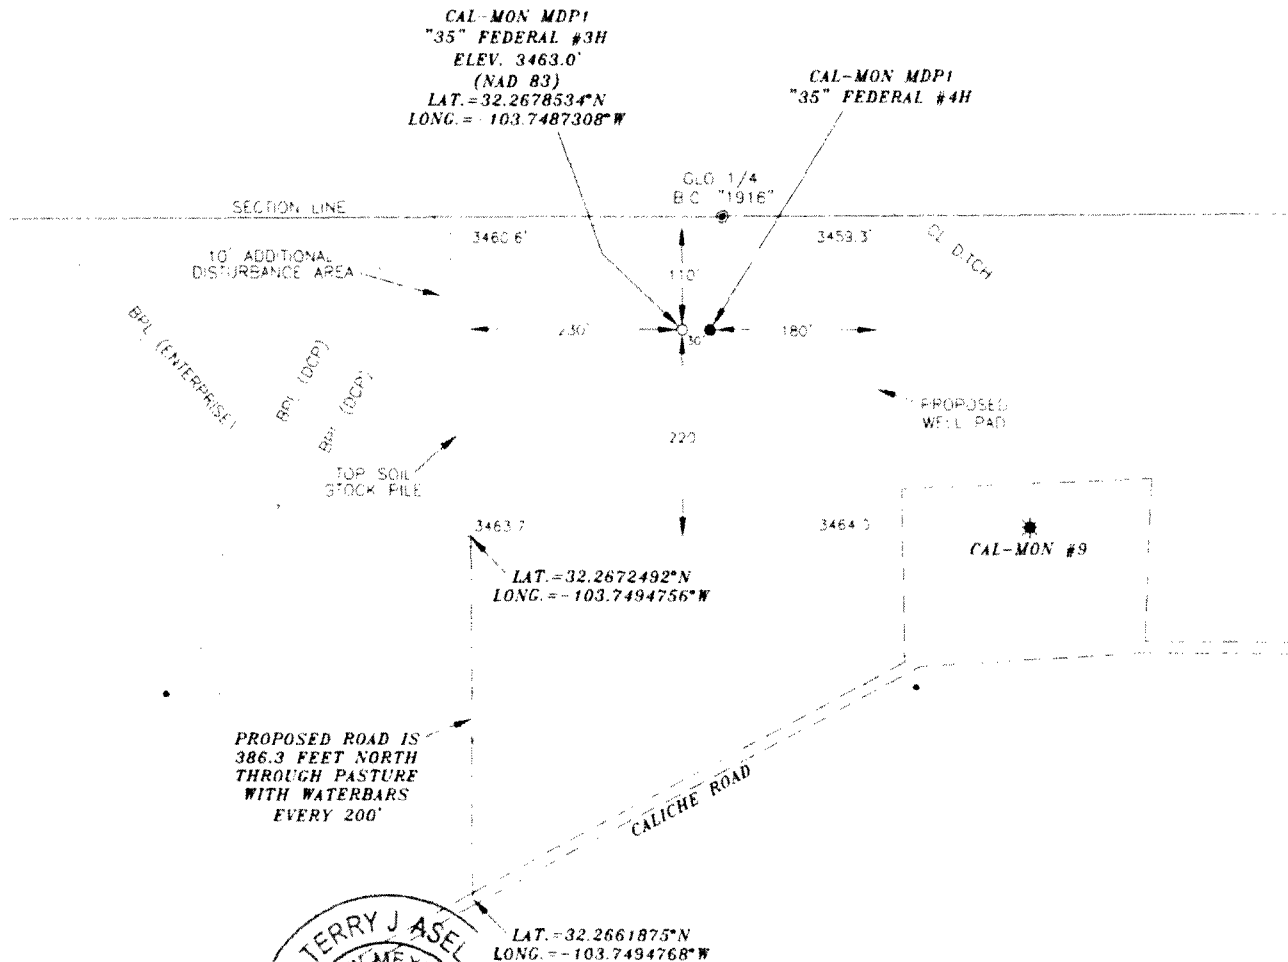 CAL-MON MDP1
"35" FEDERAL #3H
ELEV. 3463.0'
(NAD 83)
LAT.=32.2678534°N
LONG.=-103.7487308°W
CAL-MON MDP1
"35" FEDERAL #4H
GLO 1/4
B.C. "1916"
SECTION LINE
3460.6'
3459.3'
CL DITCH
10' ADDITIONAL
DISTURBANCE AREA
110'
230'
30'
180'
BPL (ENTERPRISE)
BPL (DCP)
BPL (DCP)
PROPOSED
WELL PAD
220
TOP SOIL
STOCK PILE
3463.7
3464.
CAL-MON #9
LAT.=32.2672492°N
LONG.=-103.7494756°W
PROPOSED ROAD IS
386.3 FEET NORTH
THROUGH PASTURE
WITH WATERBARS
EVERY 200'
CALICHE ROAD
TERRY J ASEL
LAT.=32.2661875°N
LONG.=-103.7494768°W